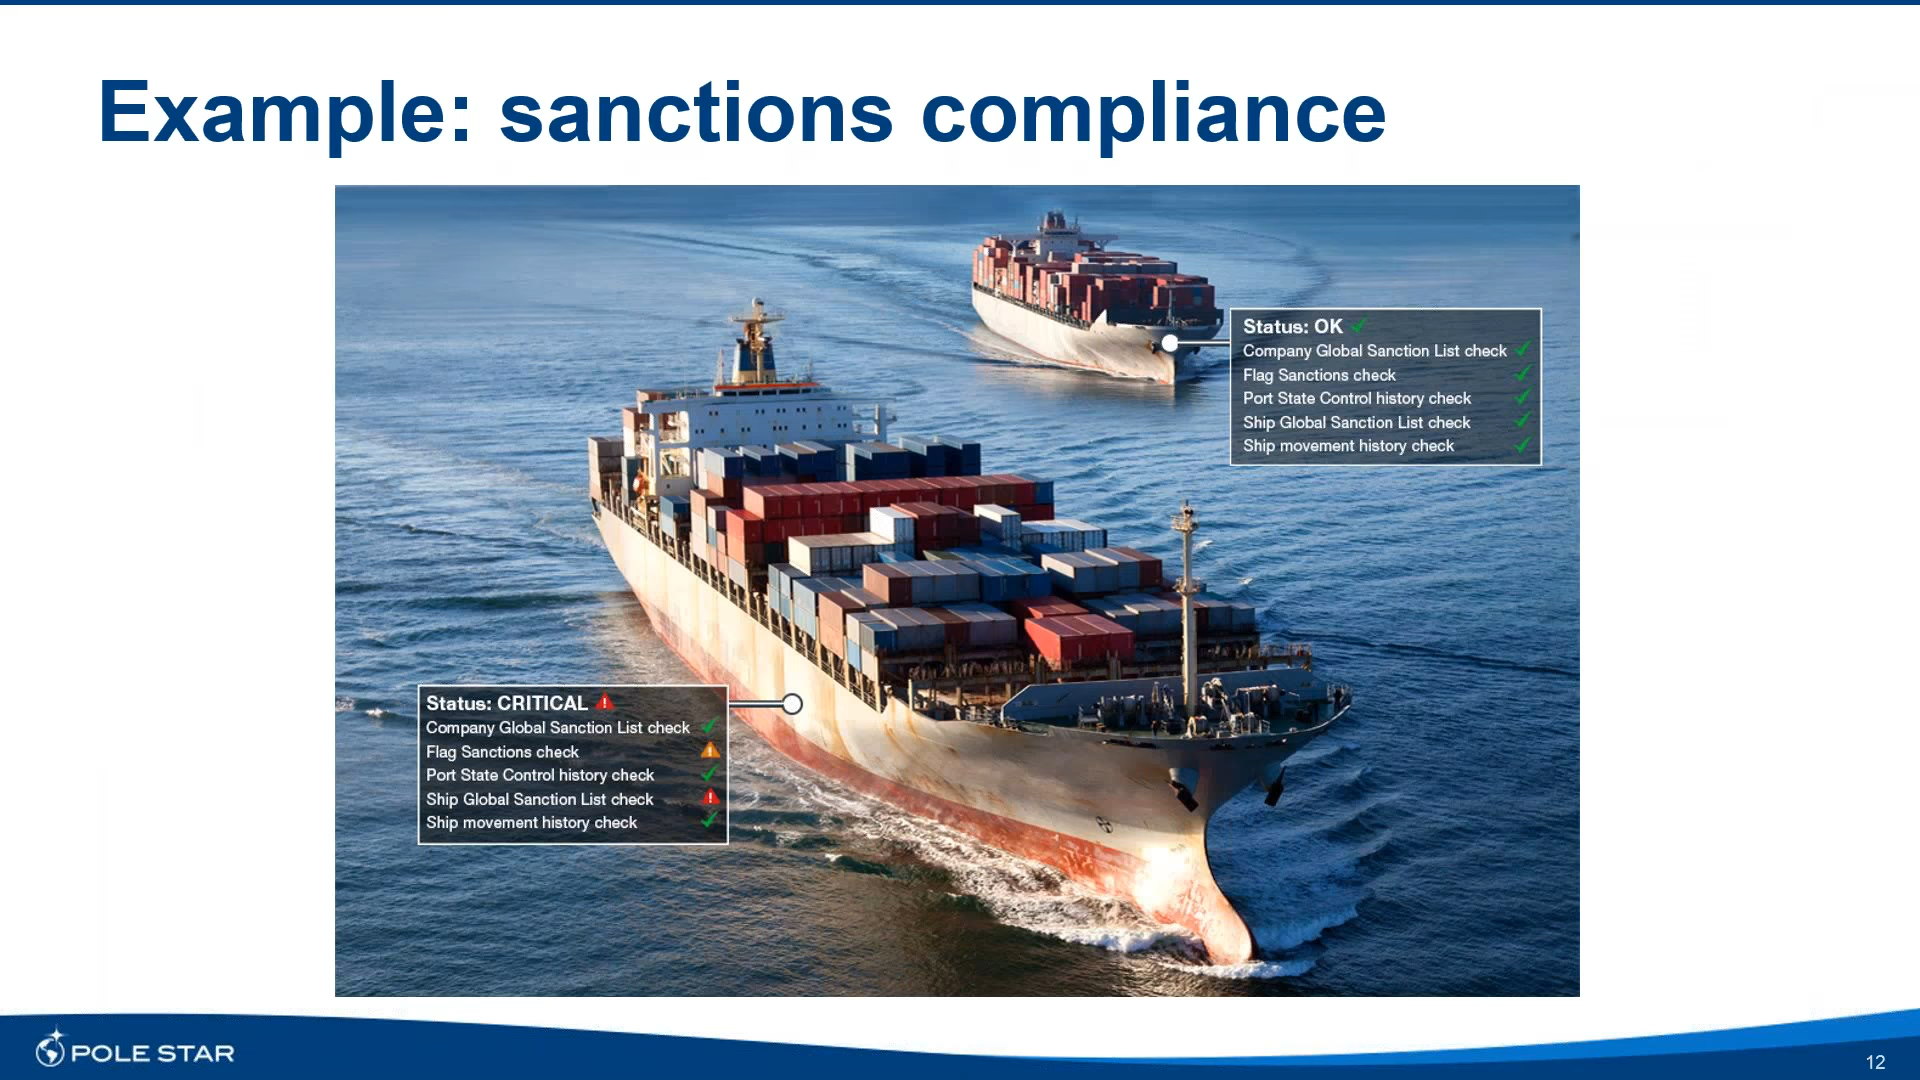 Example: sanctions compliance
Status: OK
Company Global Sanction List check
Flag Sanctions check
Port State Control history check
Ship Global Sanction List check
Ship movement history check
Status: CRITICAL
Company Global Sanction List check
Flag Sanctions check
Port State Control history check
Ship Global Sanction List check
Ship movement history check
POLE STAR
12